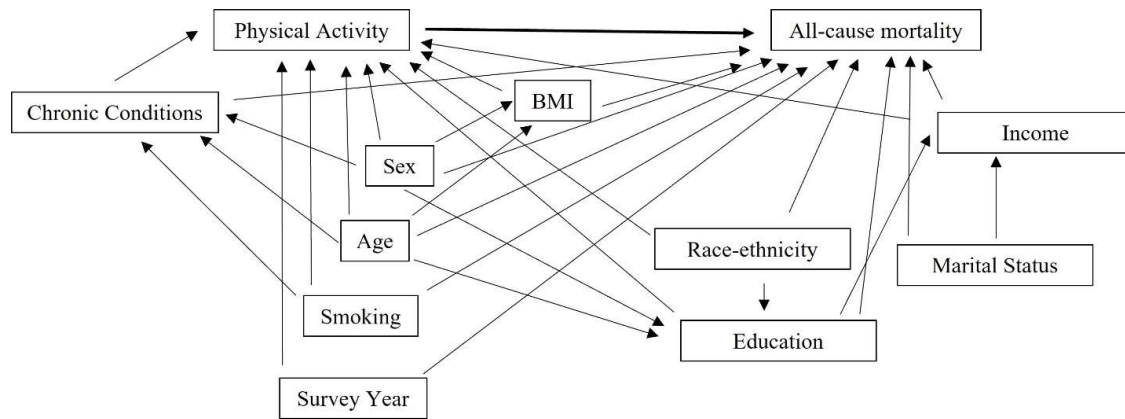 Physical Activity
All-cause mortality
BMI
Chronic Conditions
Income
Sex
Age
Race-ethnicity
Marital Status
Smoking
Education
Survey Year